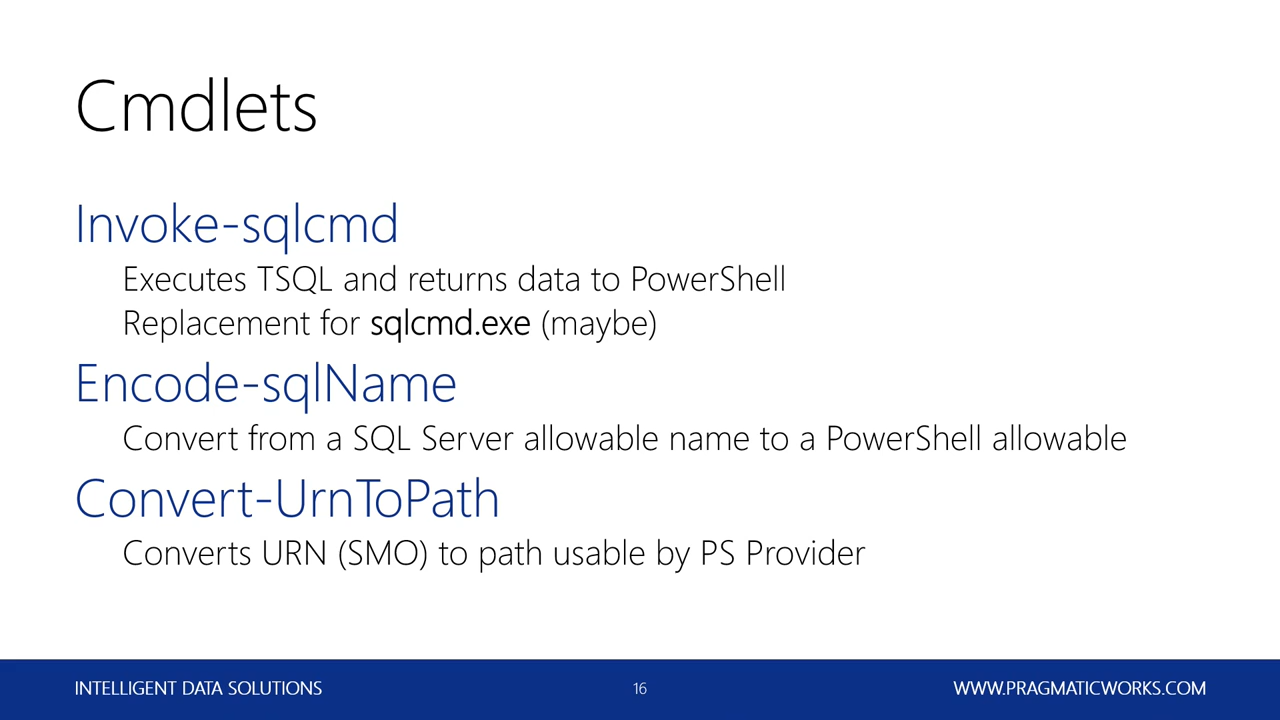 Cmdlets
Invoke-sqlcmd
Executes TSQL and returns data to PowerShell
Replacement for sqlcmd.exe (maybe)
Encode-sqlName
Convert from a SQL Server allowable name to a PowerShell allowable
Convert-UrnToPath
Converts URN (SMO) to path usable by PS Provider
INTELLIGENT DATA SOLUTIONS
16
WWW.PRAGMATICWORKS.COM